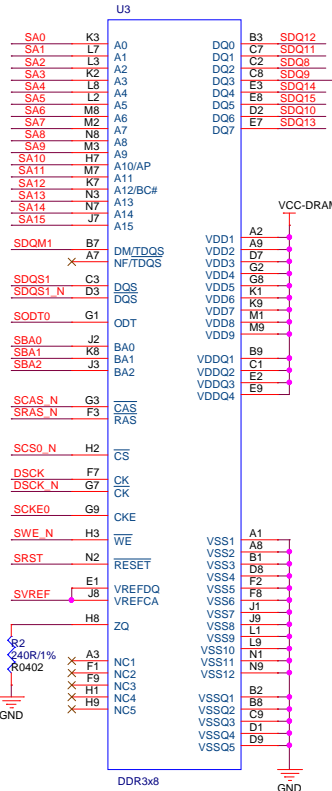 U3
SA0 K3 A0
SA1 L7 A1
SA2 L3 A2
SA3 K2 A3
SA4 L8 A4
SA5 L2 A5
SA6 M8 A6
SA7 M2 A7
SA8 N8 A8
SA9 M3 A9
SA10 H7 A10/AP
SA11 M7 A11
SA12 K7 A12/BC#
SA13 N3 A13
SA14 N7 A14
SA15 J7 A15
SDQM1 B7 DM/TDQS
A7 NF/TDQS
SDQS1 C3 DQS
SDQS1_N D3 DQS
SODT0 G1 ODT
SBA0 J2 BA0
SBA1 K8 BA1
SBA2 J3 BA2
SCAS_N G3 CAS
SRAS_N F3 RAS
SCS0_N H2 CS
DSCK F7 CK
DSCK_N G7 CK
SCKE0 G9 CKE
SWE_N H3 WE
SRST N2 RESET
E1 VREFDQ
SVREF J8 VREFCA
H8 ZQ
R2
240R/1%
R0402
GND
A3 NC1
F1 NC2
F9 NC3
H1 NC4
H9 NC5
DQ0 B3 SDQ12
DQ1 C7 SDQ11
DQ2 C2 SDQ8
DQ3 C8 SDQ9
DQ4 E3 SDQ14
DQ5 E8 SDQ15
DQ6 D2 SDQ10
DQ7 E7 SDQ13
VCC-DRAM
VDD1 A2
VDD2 A9
VDD3 D7
VDD4 G2
VDD5 G8
VDD6 K1
VDD7 K9
VDD8 M1
VDD9 M9
VDDQ1 B9
VDDQ2 C1
VDDQ3 E2
VDDQ4 E9
VSS1 A1
VSS2 A8
VSS3 B1
VSS4 D8
VSS5 F2
VSS6 F8
VSS7 J1
VSS8 J9
VSS9 L1
VSS10 L9
VSS11 N1
VSS12 N9
VSSQ1 B2
VSSQ2 B8
VSSQ3 C9
VSSQ4 D1
VSSQ5 D9
GND
DDR3x8